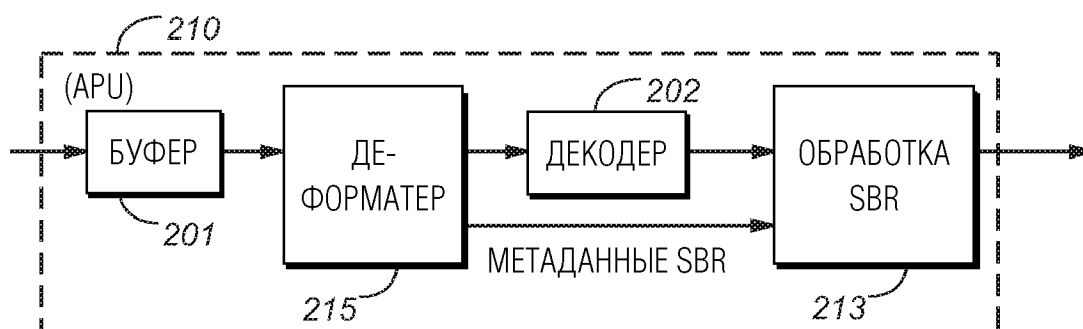 210
(APU)
БУФЕР
201
ДЕ-
ФОРМАТЕР
215
202
ДЕКОДЕР
МЕТАДАННЫЕ SBR
ОБРАБОТКА
SBR
213